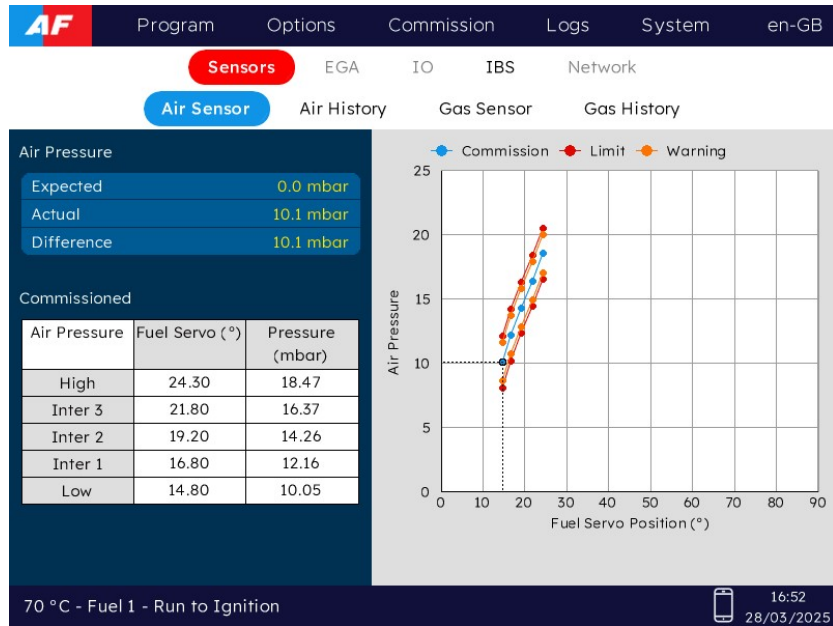 AF Program Options Commission Logs System en-GB
Sensors EGA IO IBS Network
Air Sensor Air History Gas Sensor Gas History
Air Pressure
Expected 0.0 mbar
Actual 10.1 mbar
Difference 10.1 mbar
Commissioned
Air Pressure Fuel Servo (°) Pressure
(mbar)
High 24.30 18.47
Inter 3 21.80 16.37
Inter 2 19.20 14.26
Inter 1 16.80 12.16
Low 14.80 10.05
Commission Limit Warning
25
20
15
10
5
0
Air Pressure
0 10 20 30 40 50 60 70 80 90
Fuel Servo Position (°)
70 °C - Fuel 1 - Run to Ignition
16:52
28/03/2025